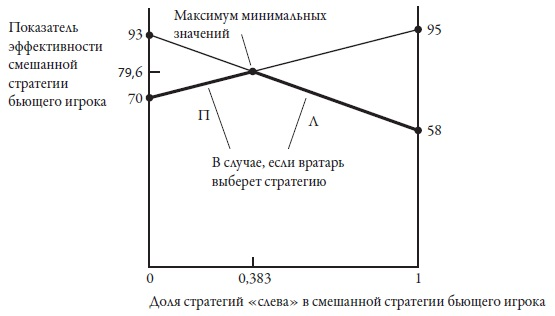 Показатель
эффективности
смешанной
стратегии
бьющего игрока
Максимум минимальных
значений
93
95
79,6
70
П
Л
58
В случае, если вратарь
выберет стратегию
0
0,383
1
Доля стратегий «слева» в смешанной стратегии бьющего игрока